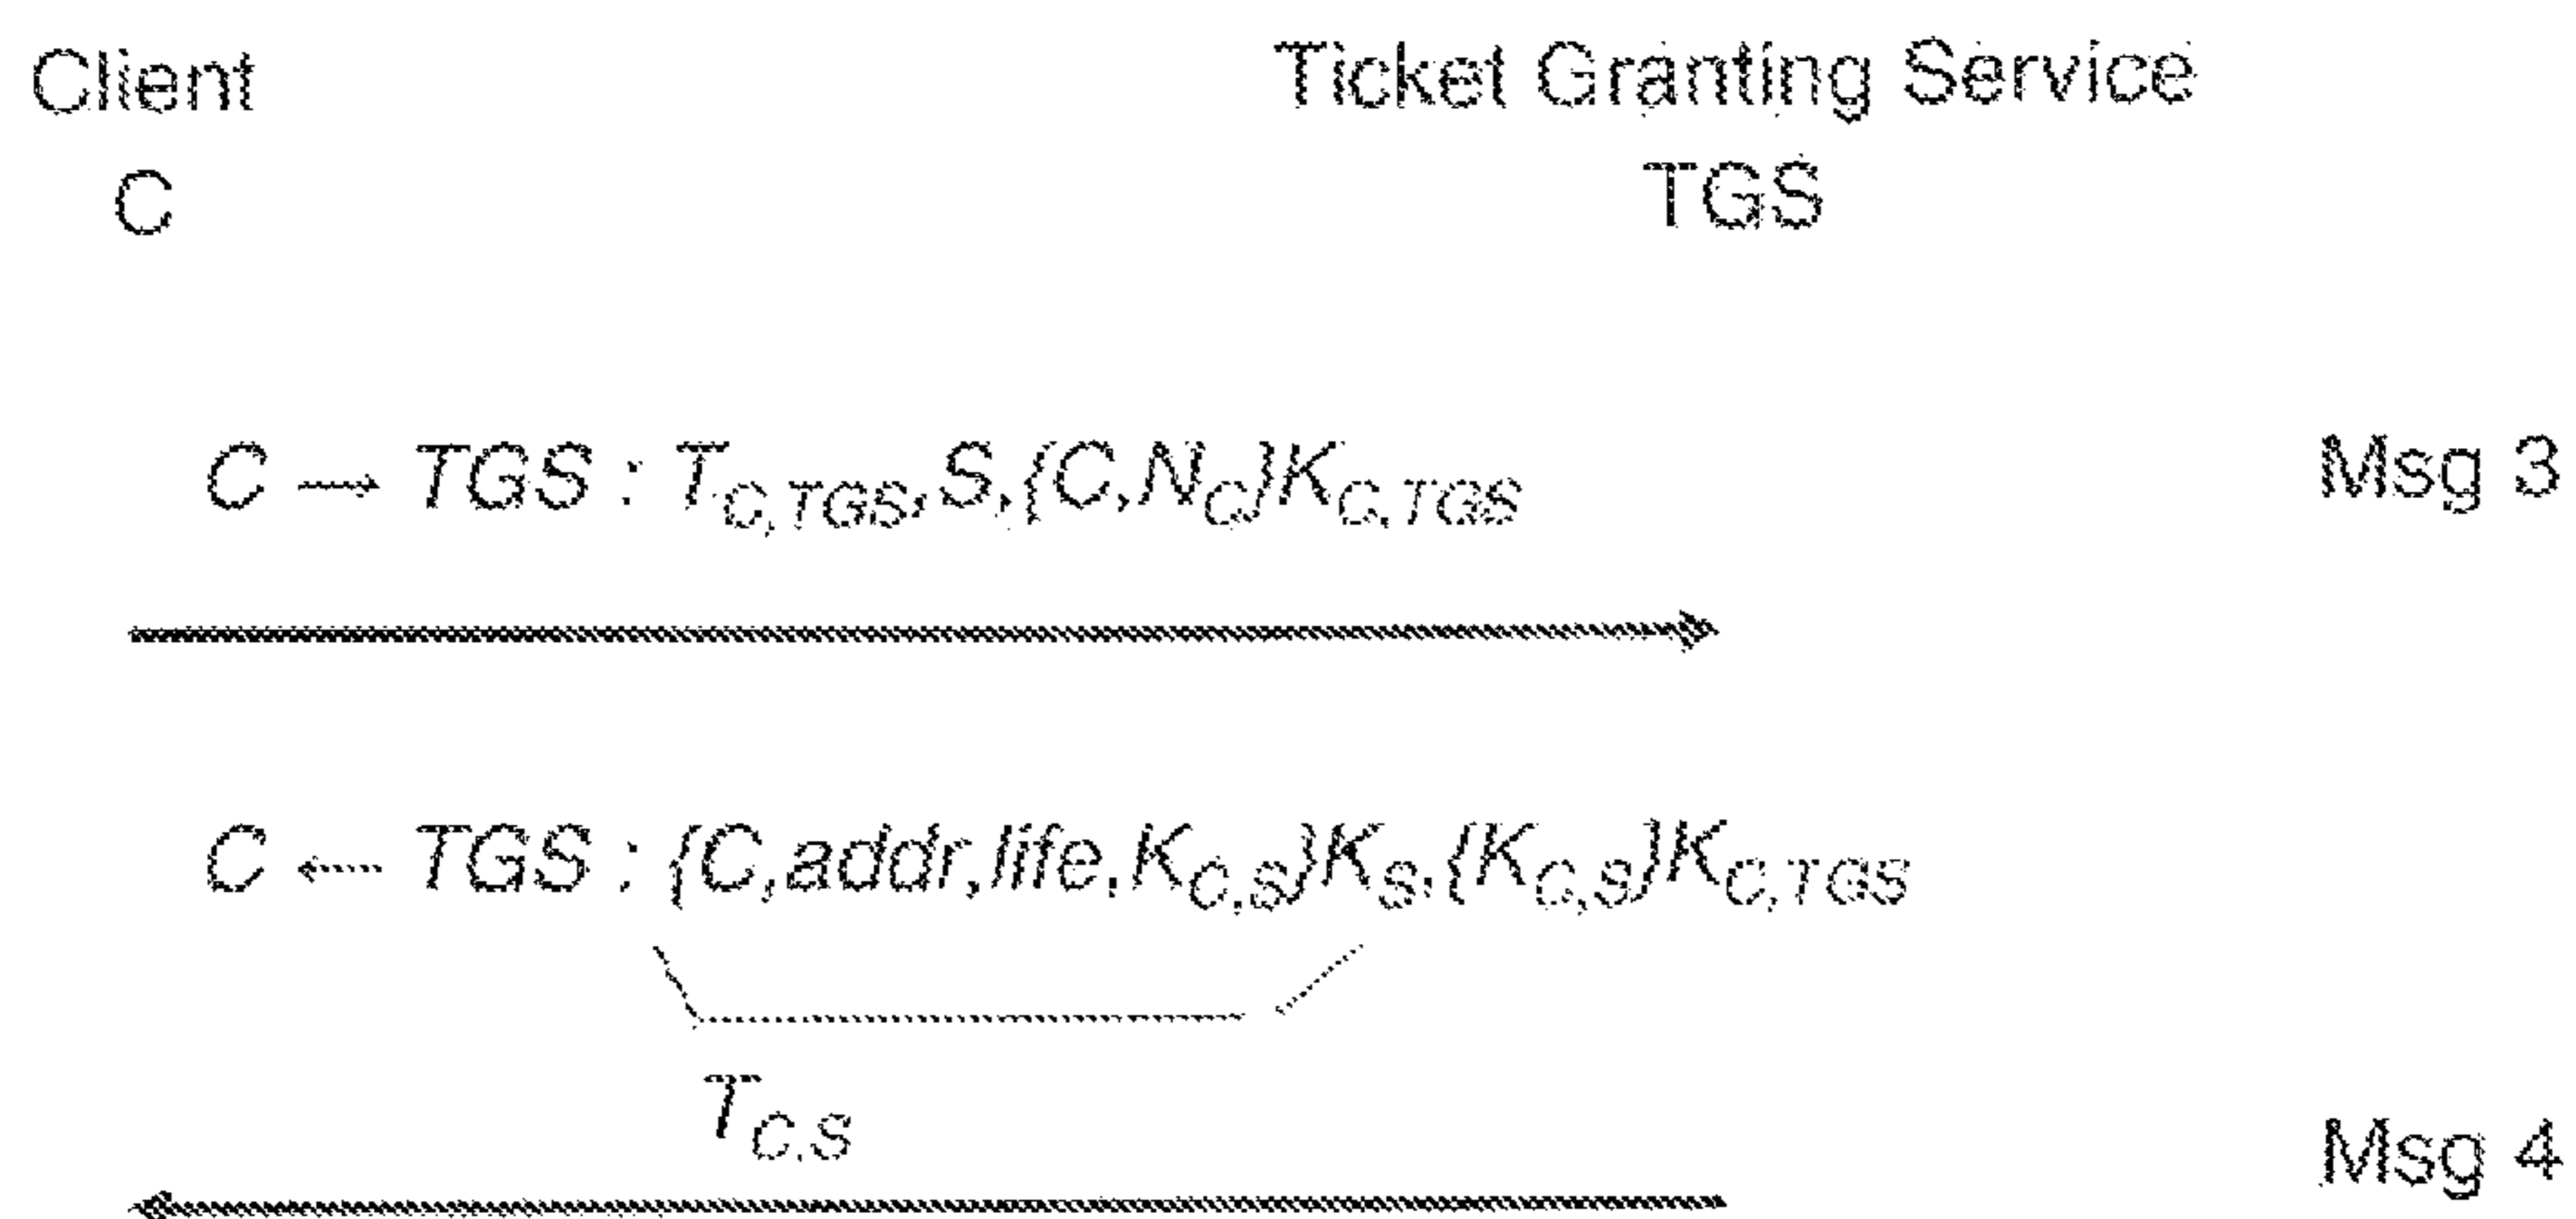 Client Ticket Granting Service
C TGS
C → TGS : T_{C,TGS},S,{C,N_C}K_{C,TGS} Msg 3
C ← TGS : {C,addr,life,K_{C,S}}K_S,{K_{C,S}}K_{C,TGS}
T_{C,S}
Msg 4